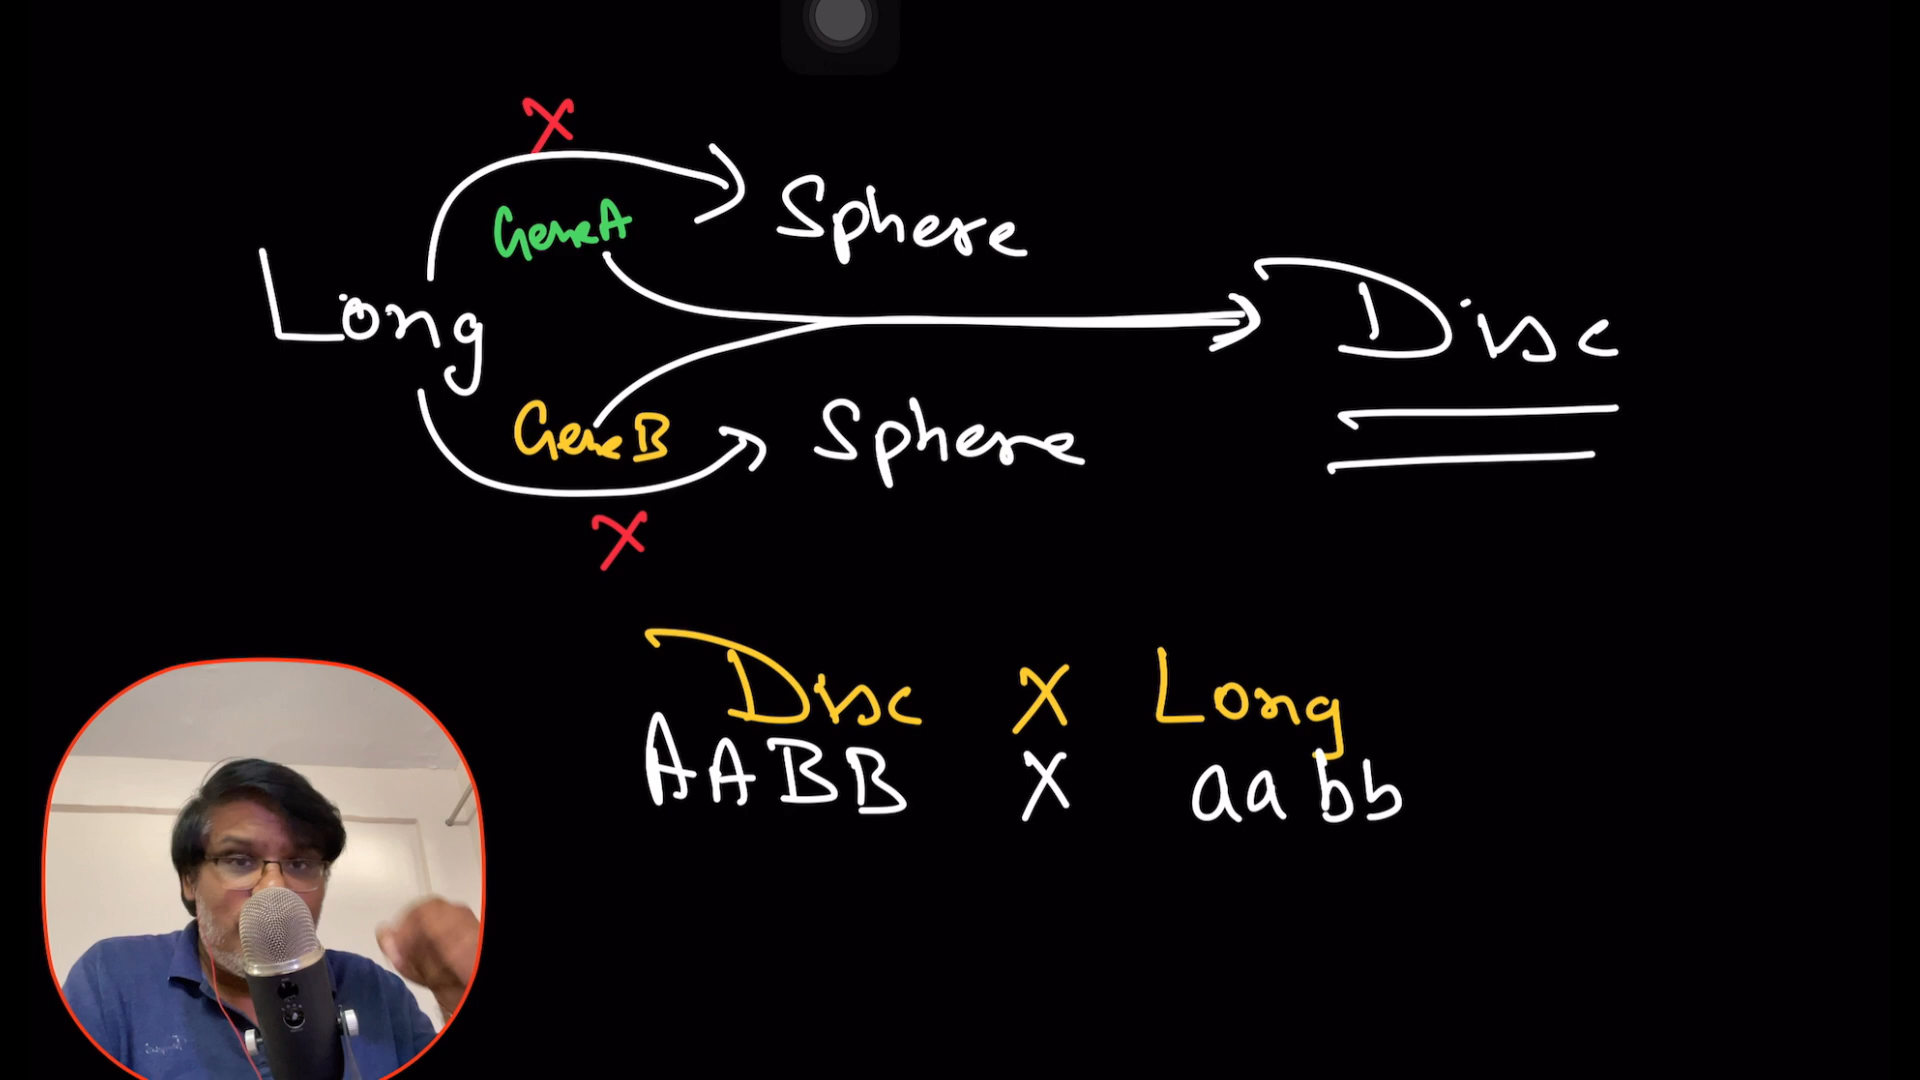 X
Gene A
Sphere
Long
Disc
Gene B
Sphere
X
Disc X Long
AABB X aabb